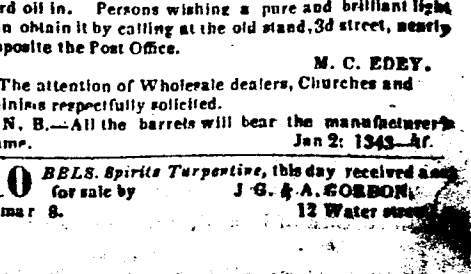 rd oil in. Persons wishing a pure and brilliant light
n obtain it by calling at the old stand, 3d street, nearly
pposite the Post Office.
M. C. EDEY.
The attention of Wholesale dealers, Churches and
respectfully solicited.
N. B.—All the barrels will bear the manufacturer's
ame. Jan 2: 1843—
10 BBLS. Spirits Turpentine, this day received and
for sale by J G. & A. GORDON,
mar 8. 12 Water street